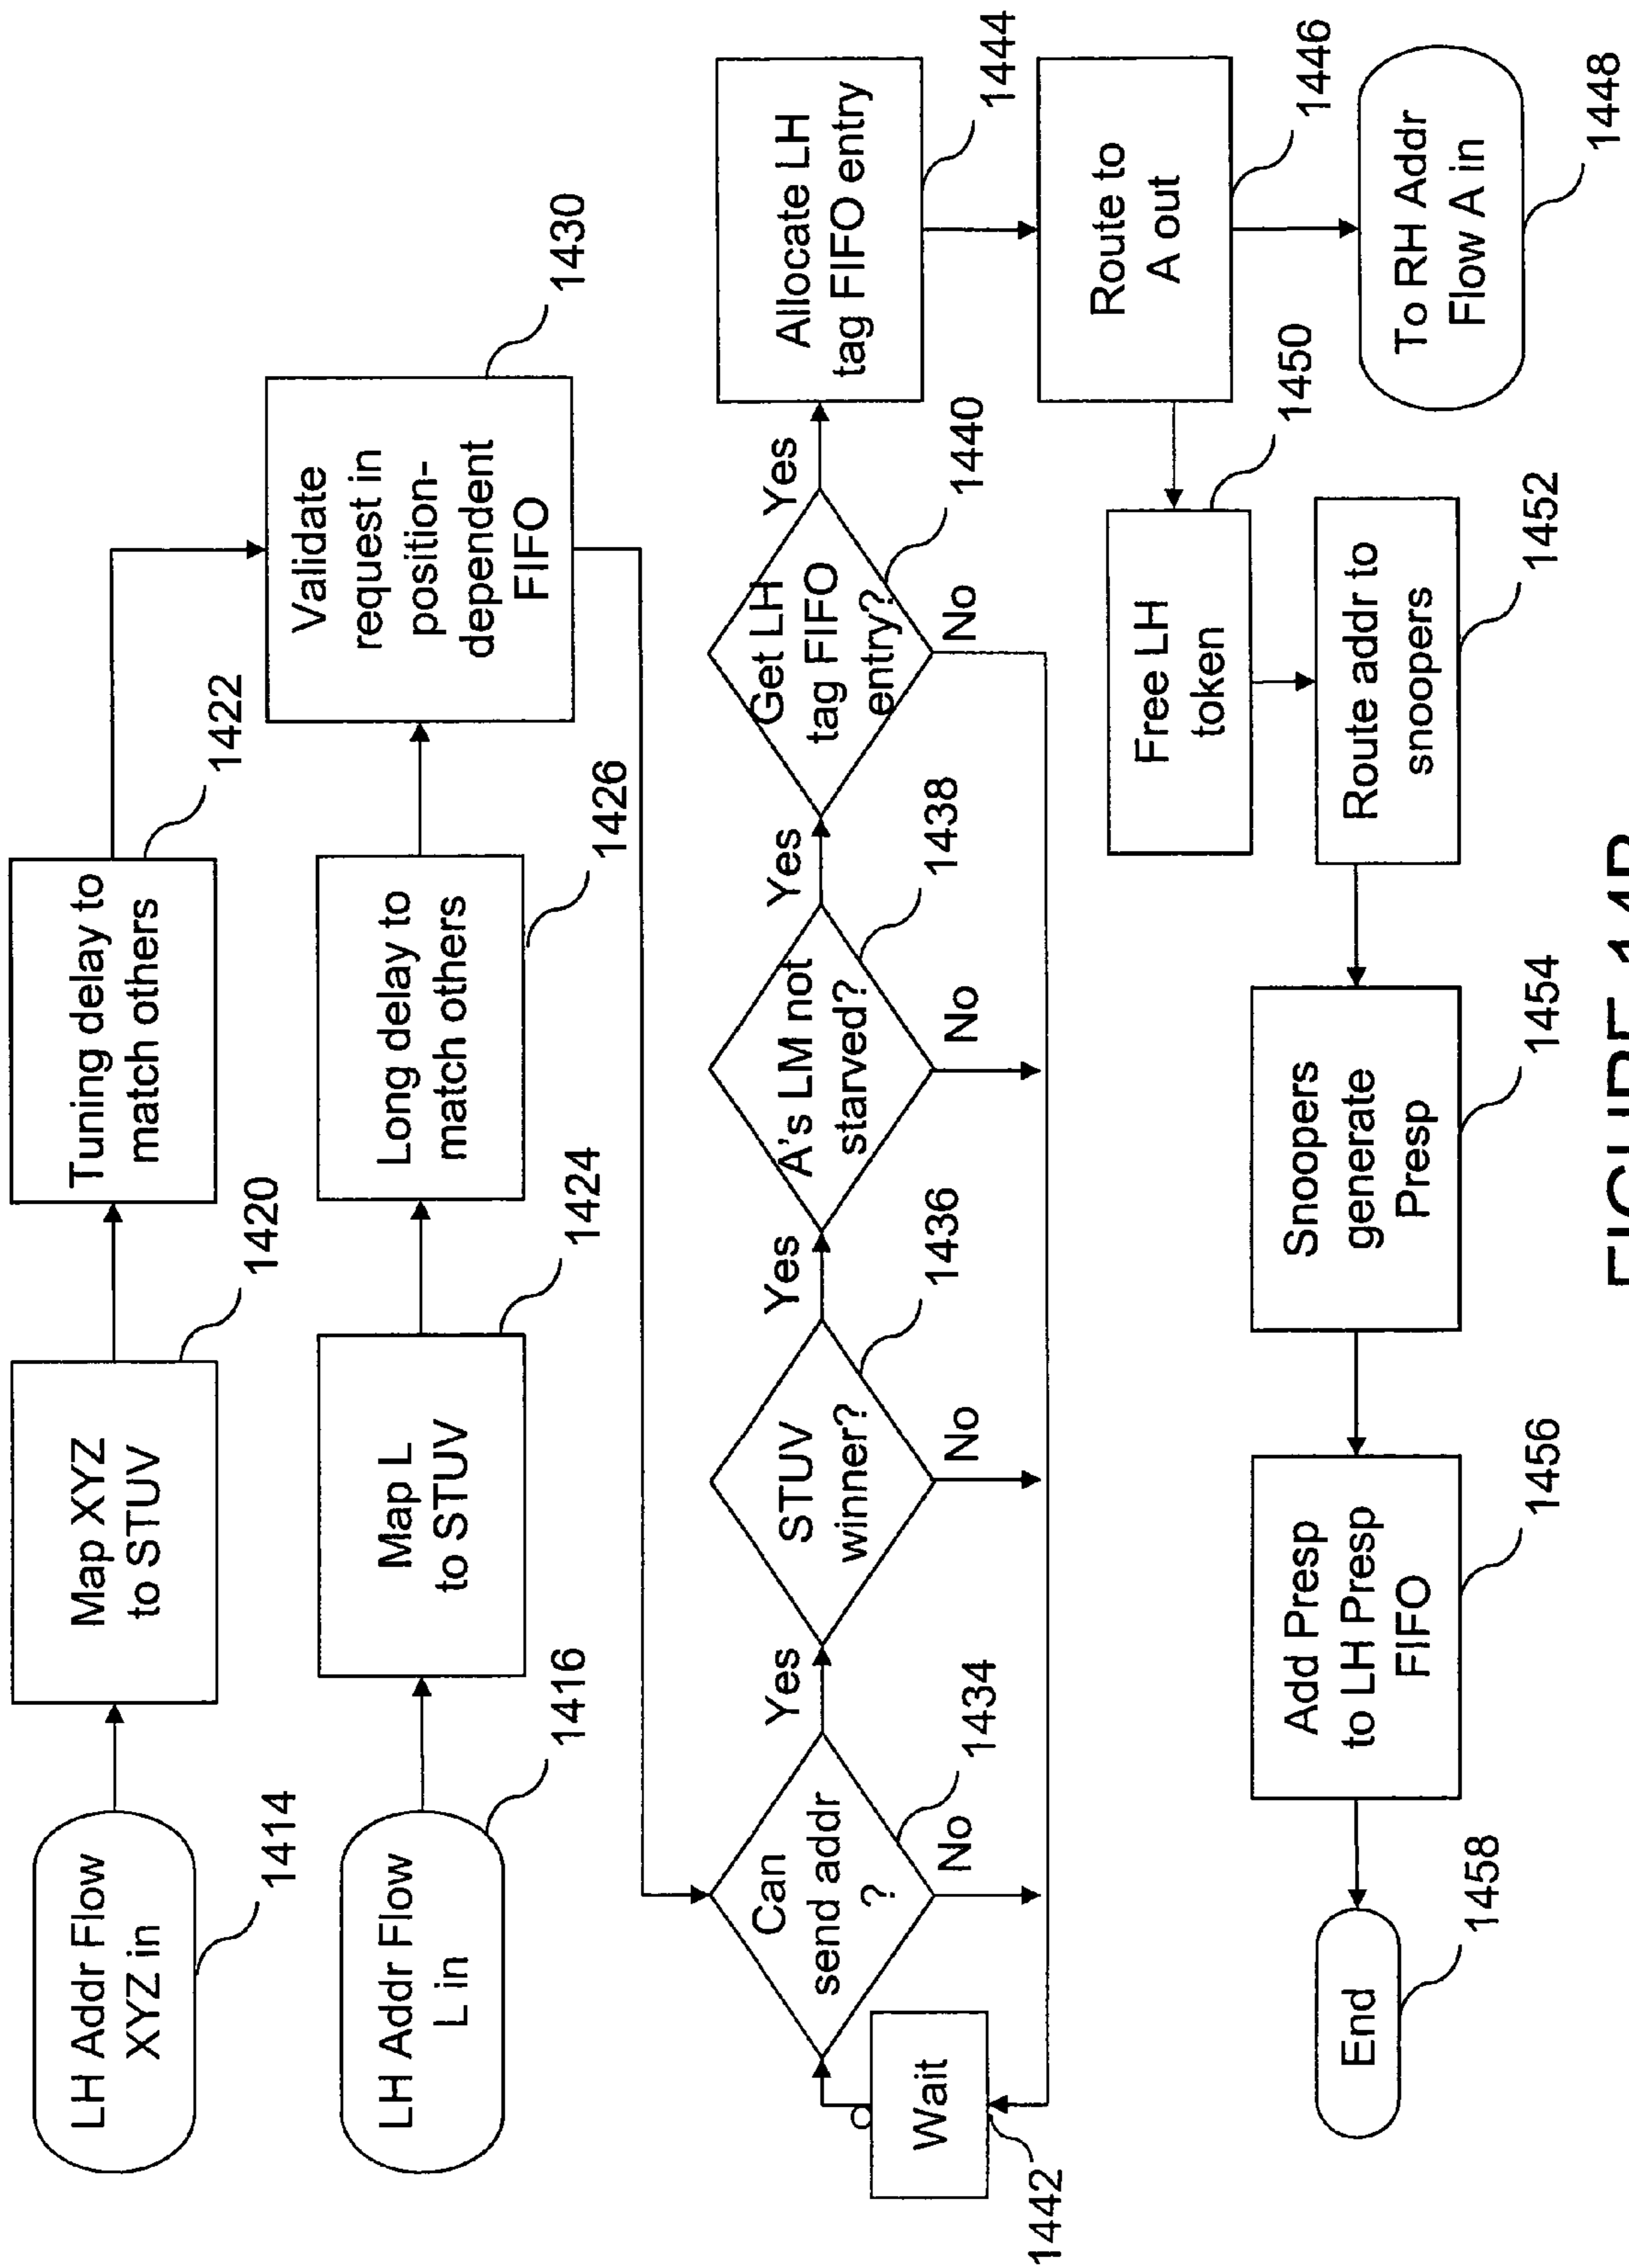 LH Addr Flow
XYZ in
1414
Map XYZ
to STUV
1420
Tuning delay to
match others
1422
LH Addr Flow
L in
1416
Map L
to STUV
1424
Long delay to
match others
1426
Validate
request in
position-
dependent
FIFO
1430
Can
send addr
?
1434
Yes
No
STUV
winner?
1436
Yes
No
A's LM not
starved?
1438
Yes
No
Get LH
tag FIFO
entry?
1440
Yes
No
Wait
1442
Allocate LH
tag FIFO entry
1444
Route to
A out
1446
To RH Addr
Flow A in
1448
Free LH
token
1450
Route addr to
snoopers
1452
Snoopers
generate
Presp
1454
Add Presp
to LH Presp
FIFO
1456
End
1458